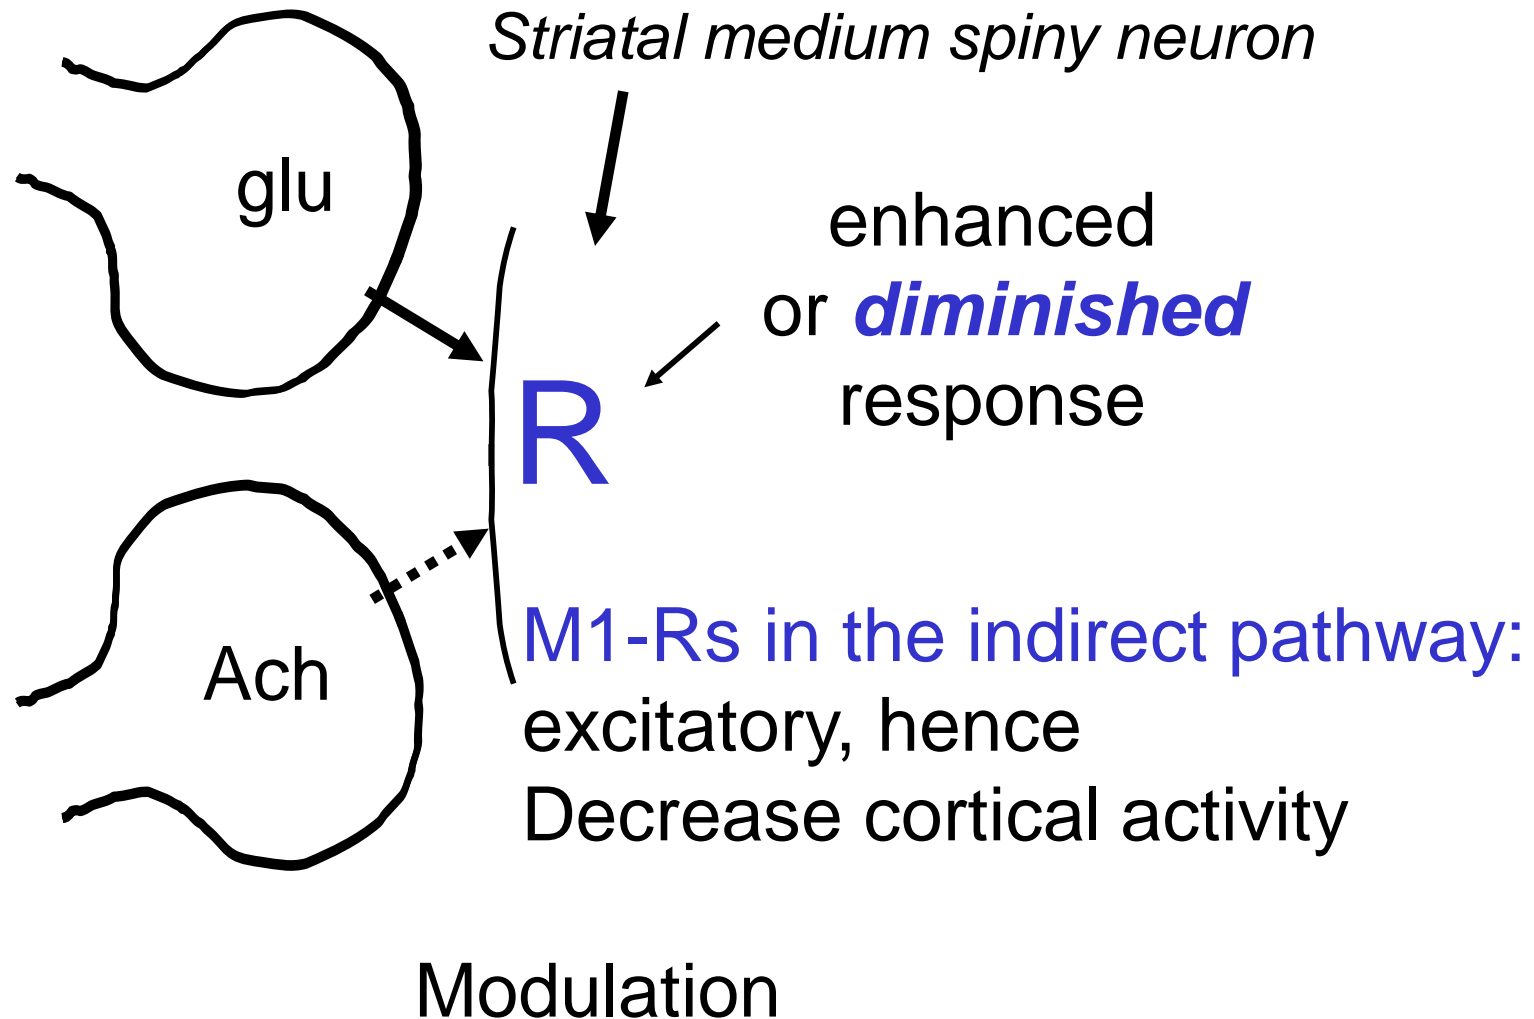 Striatal medium spiny neuron
glu
enhanced
or diminished
response
R
Ach
M1-Rs in the indirect pathway:
excitatory, hence
Decrease cortical activity
Modulation